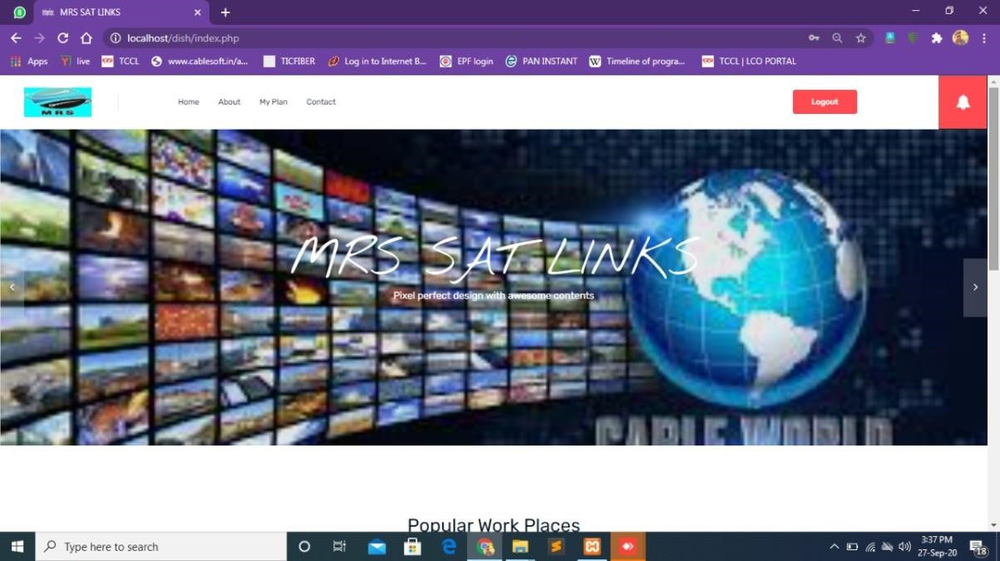 MRS SAT LINKS
localhost/dish/index.php
Apps live TCCL www.cablesoft.in/a... TICFIBER Log in to Internet B... EPF login PAN INSTANT Timeline of progra... TCCL | LCO PORTAL
MRS
Home About My Plan Contact Logout
MRS SAT LINKS
Pixel perfect design with awesome contents
CABLE WORLD
Popular Work Places
Type here to search
3:37 PM
27-Sep-20
18